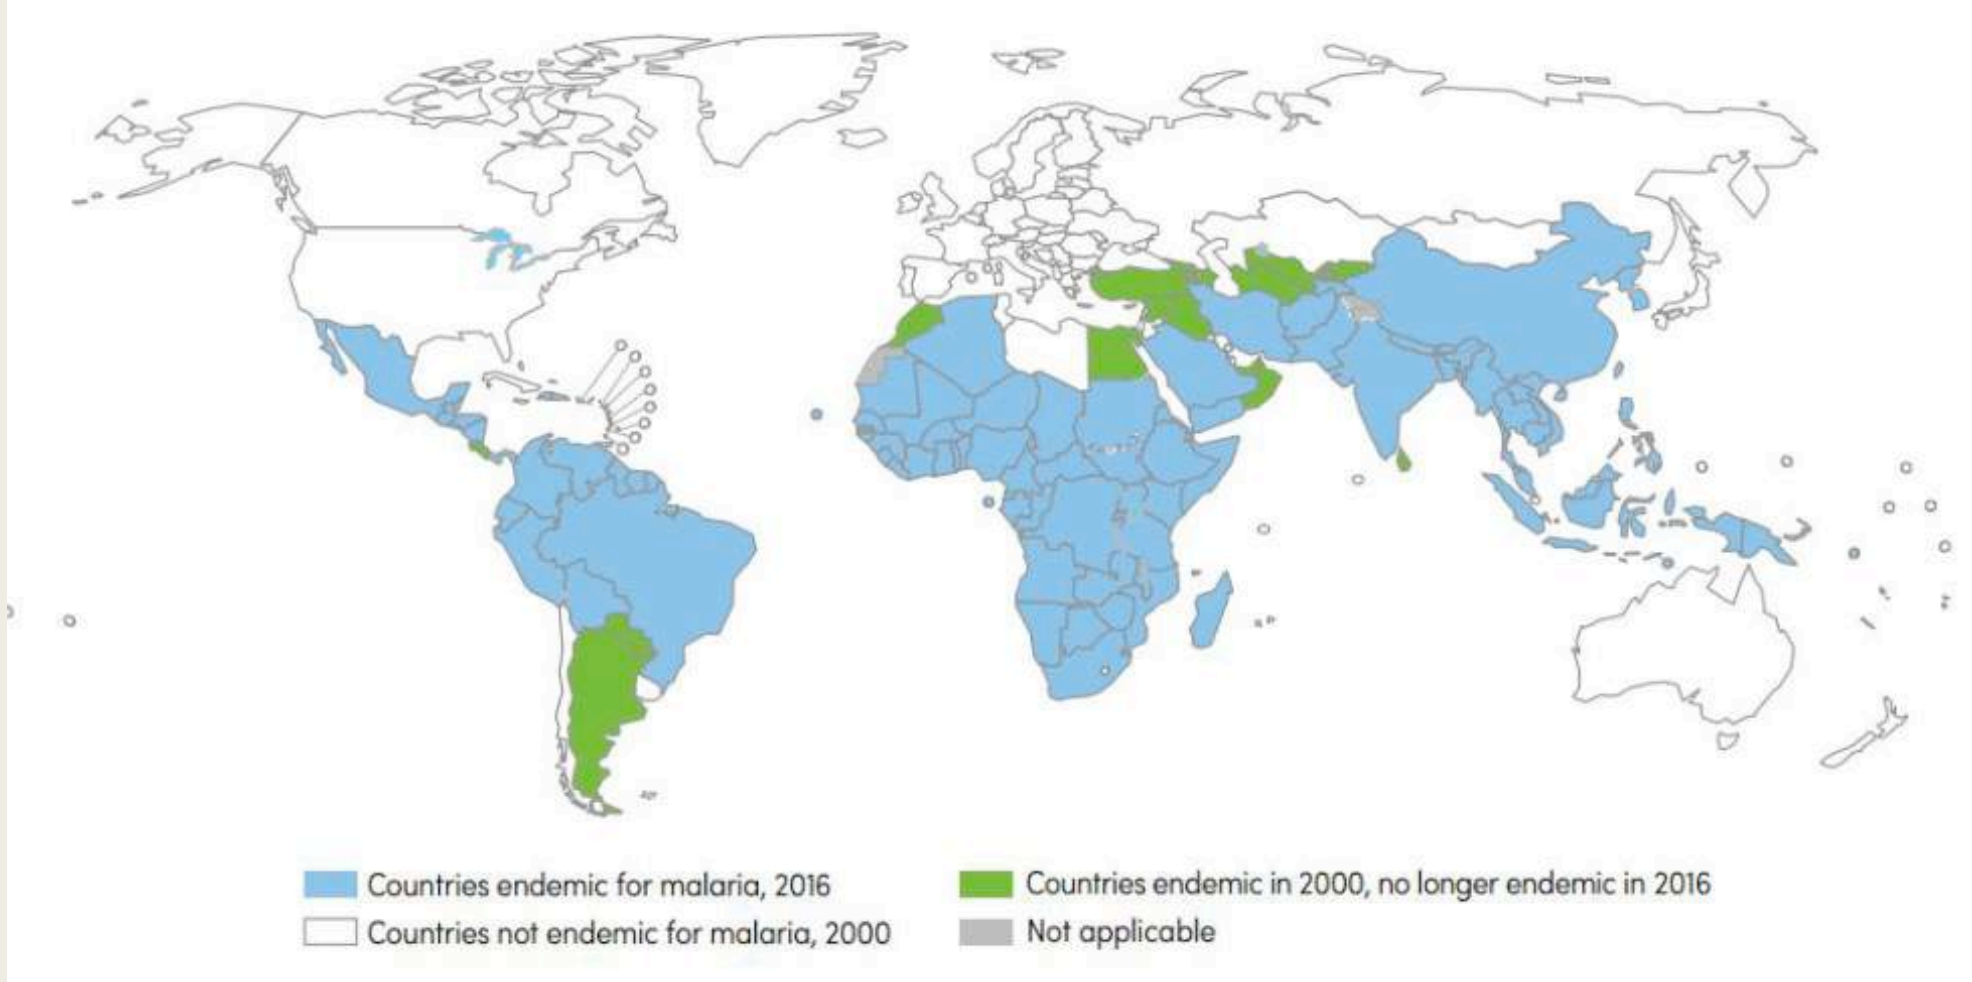 Countries endemic for malaria, 2016
Countries endemic in 2000, no longer endemic in 2016
Countries not endemic for malaria, 2000
Not applicable